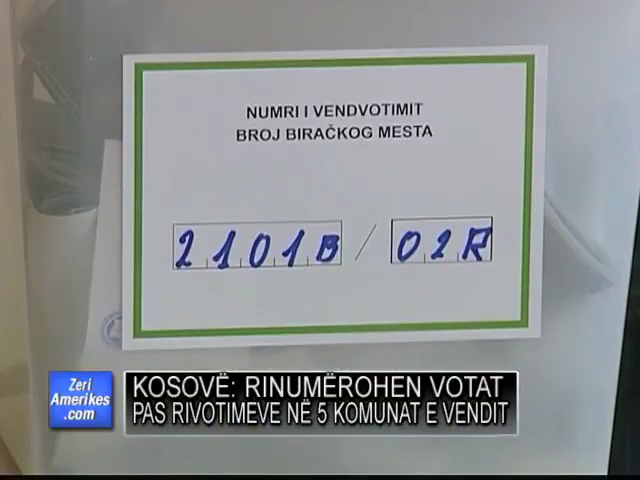 NUMRI I VENDVOTIMIT
BROJ BIRAČKOG MESTA
2101B / 02R
Zeri
Amerikes
.com
KOSOVË: RINUMËROHEN VOTAT
PAS RIVOTIMEVE NË 5 KOMUNAT E VENDIT